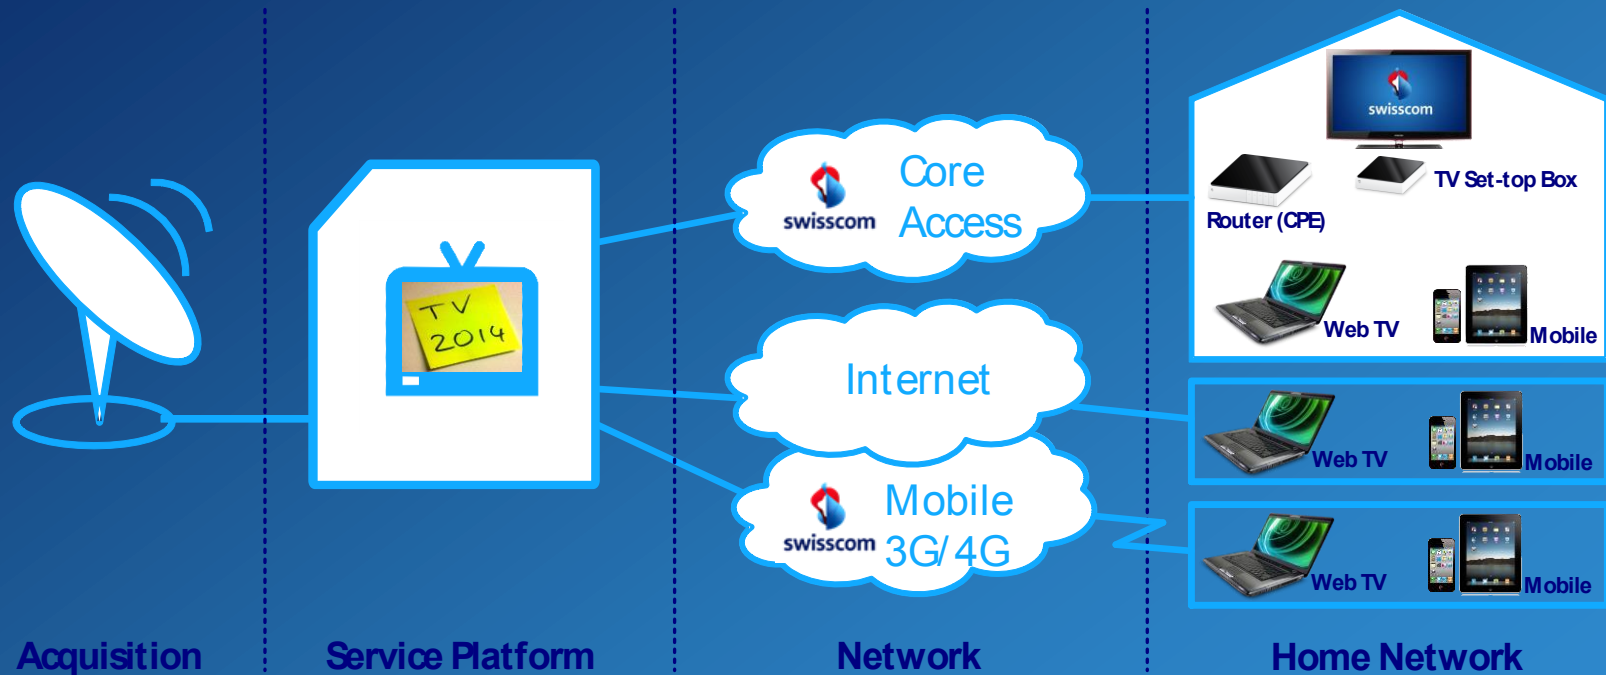 swisscom
TV Set-top Box
Router (CPE)
Web TV
Mobile
swisscom
Core
Access
TV
2014
Internet
Web TV
Mobile
swisscom
Mobile
3G/4G
Web TV
Mobile
Acquisition
Service Platform
Network
Home Network